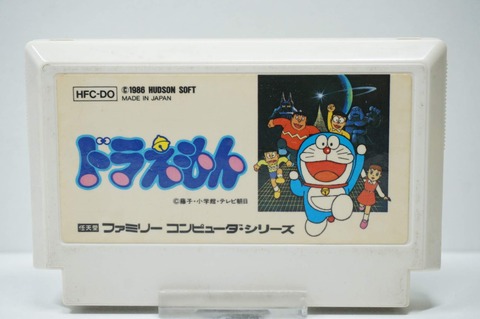 HFC-DO
©1986 HUDSON SOFT
MADE IN JAPAN
ドラえもん
©藤子・小学館・テレビ朝日
任天堂 ファミリー コンピュータ・シリーズ